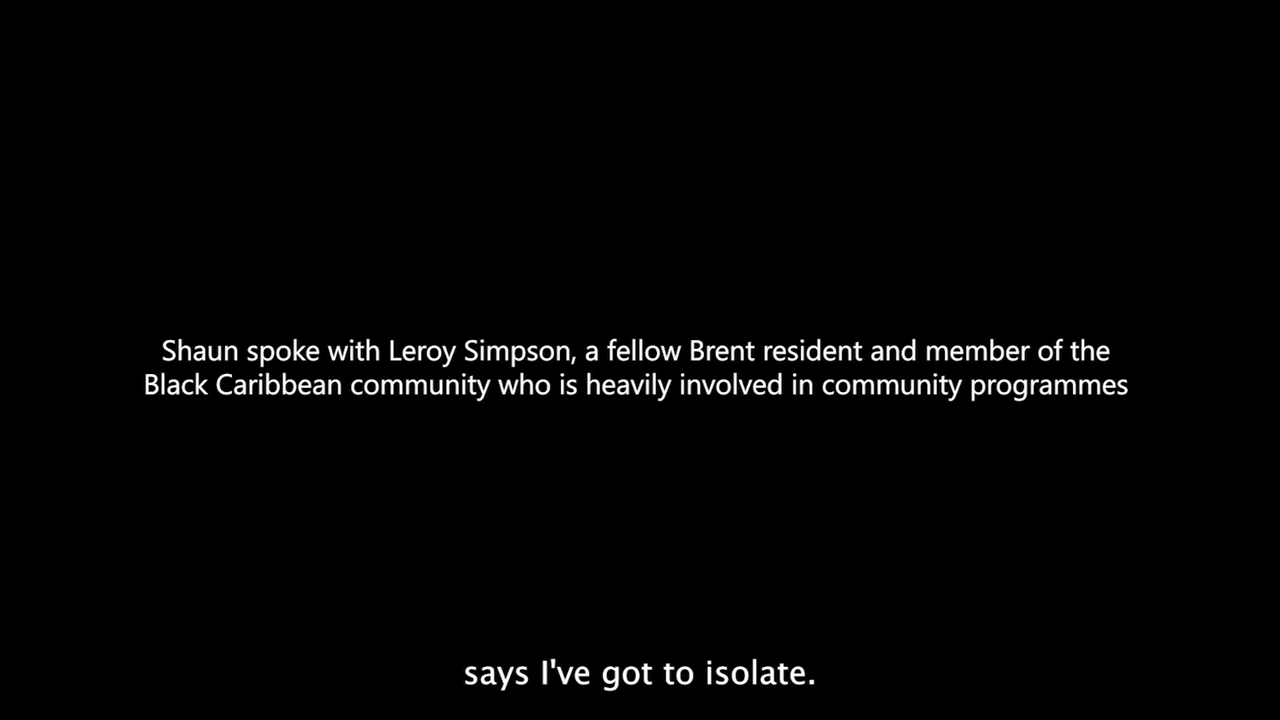 Shaun spoke with Leroy Simpson, a fellow Brent resident and member of the
Black Caribbean community who is heavily involved in community programmes
says I've got to isolate.